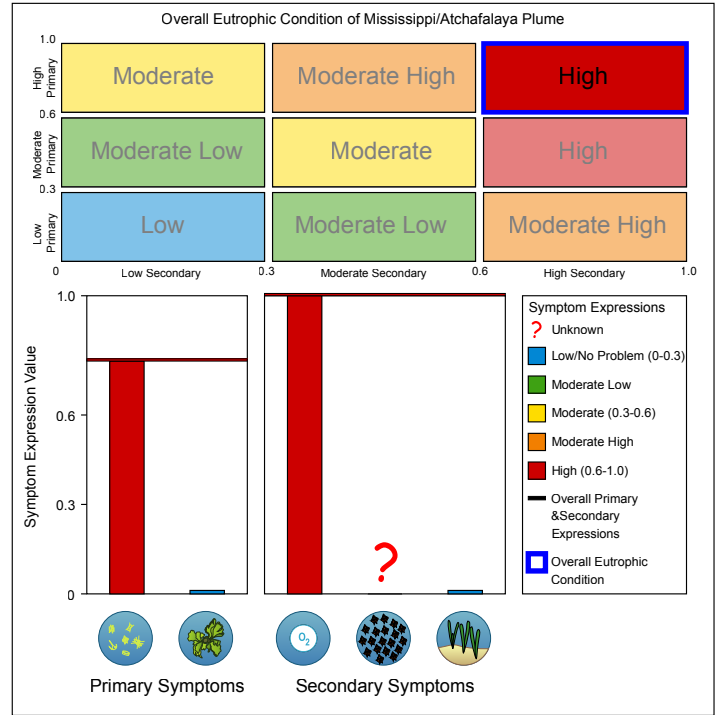 Overall Eutrophic Condition of Mississippi/Atchafalaya Plume
1.0
High
Primary
Moderate
Moderate High
High
0.6
Moderate
Primary
Moderate Low
Moderate
High
0.3
Low
Primary
Low
Moderate Low
Moderate High
0
Low Secondary
0.3
Moderate Secondary
0.6
High Secondary
1.0
Symptom Expression Value
1.0
0.6
0.3
0
?
O2
Primary Symptoms
Secondary Symptoms
Symptom Expressions
? Unknown
Low/No Problem (0-0.3)
Moderate Low
Moderate (0.3-0.6)
Moderate High
High (0.6-1.0)
Overall Primary
&Secondary
Expressions
Overall Eutrophic
Condition